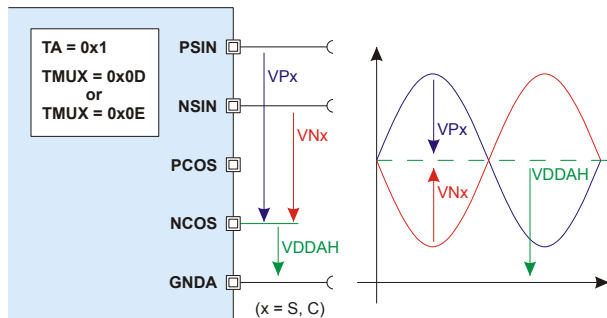 TA = 0x1
TMUX = 0x0D
or
TMUX = 0x0E
PSIN
NSIN
PCOS
NCOS
GNDA
VPx
VNx
VDDAH
(x = S, C)
VPx
VNx
VDDAH